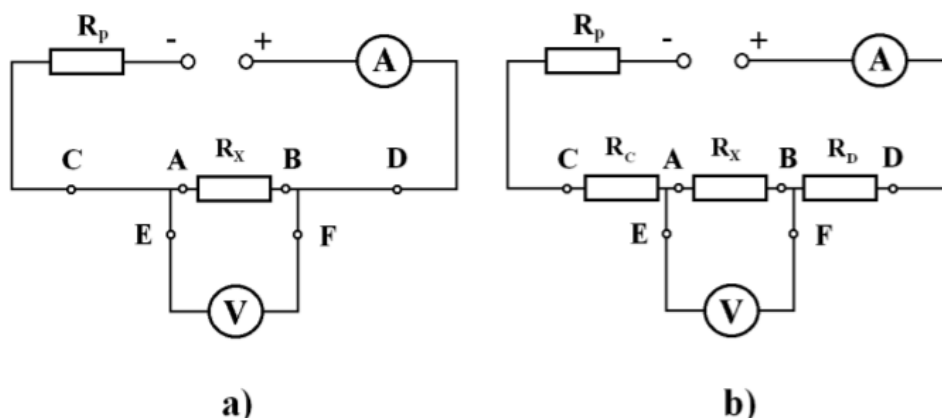 Rp - + A
C A Rx B D
E F
V
a)
Rp - + A
C Rc A Rx B RD D
E F
V
b)